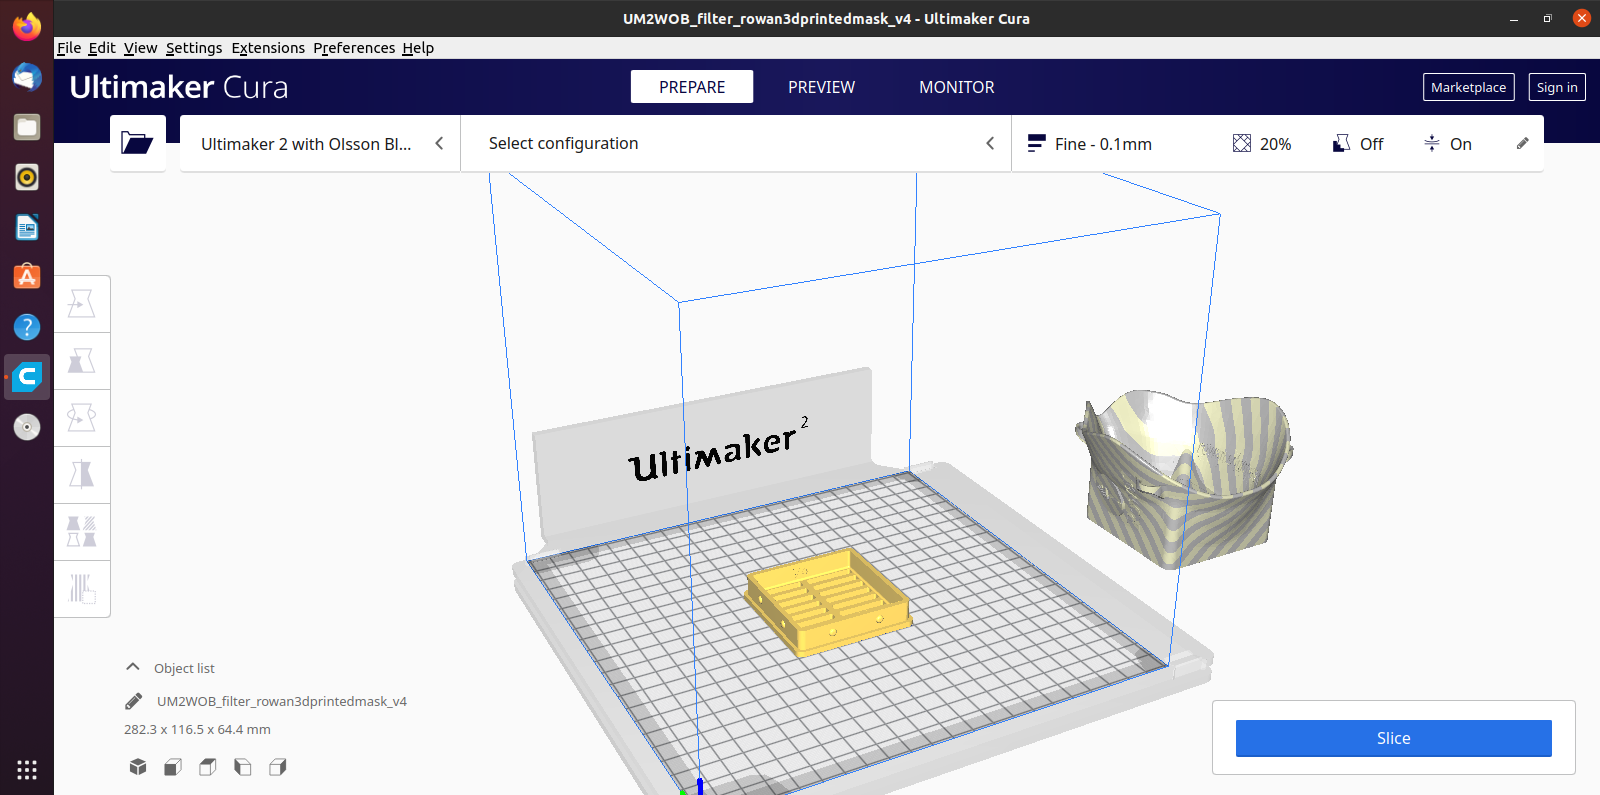 UM2WOB_filter_rowan3dprintedmask_v4 - Ultimaker Cura
File Edit View Settings Extensions Preferences Help
Ultimaker Cura
PREPARE
PREVIEW
MONITOR
Marketplace
Sign in
Ultimaker 2 with Olsson Bl...
Select configuration
Fine - 0.1mm
20%
Off
On
Ultimaker 2
Object list
UM2WOB_filter_rowan3dprintedmask_v4
282.3 x 116.5 x 64.4 mm
Slice